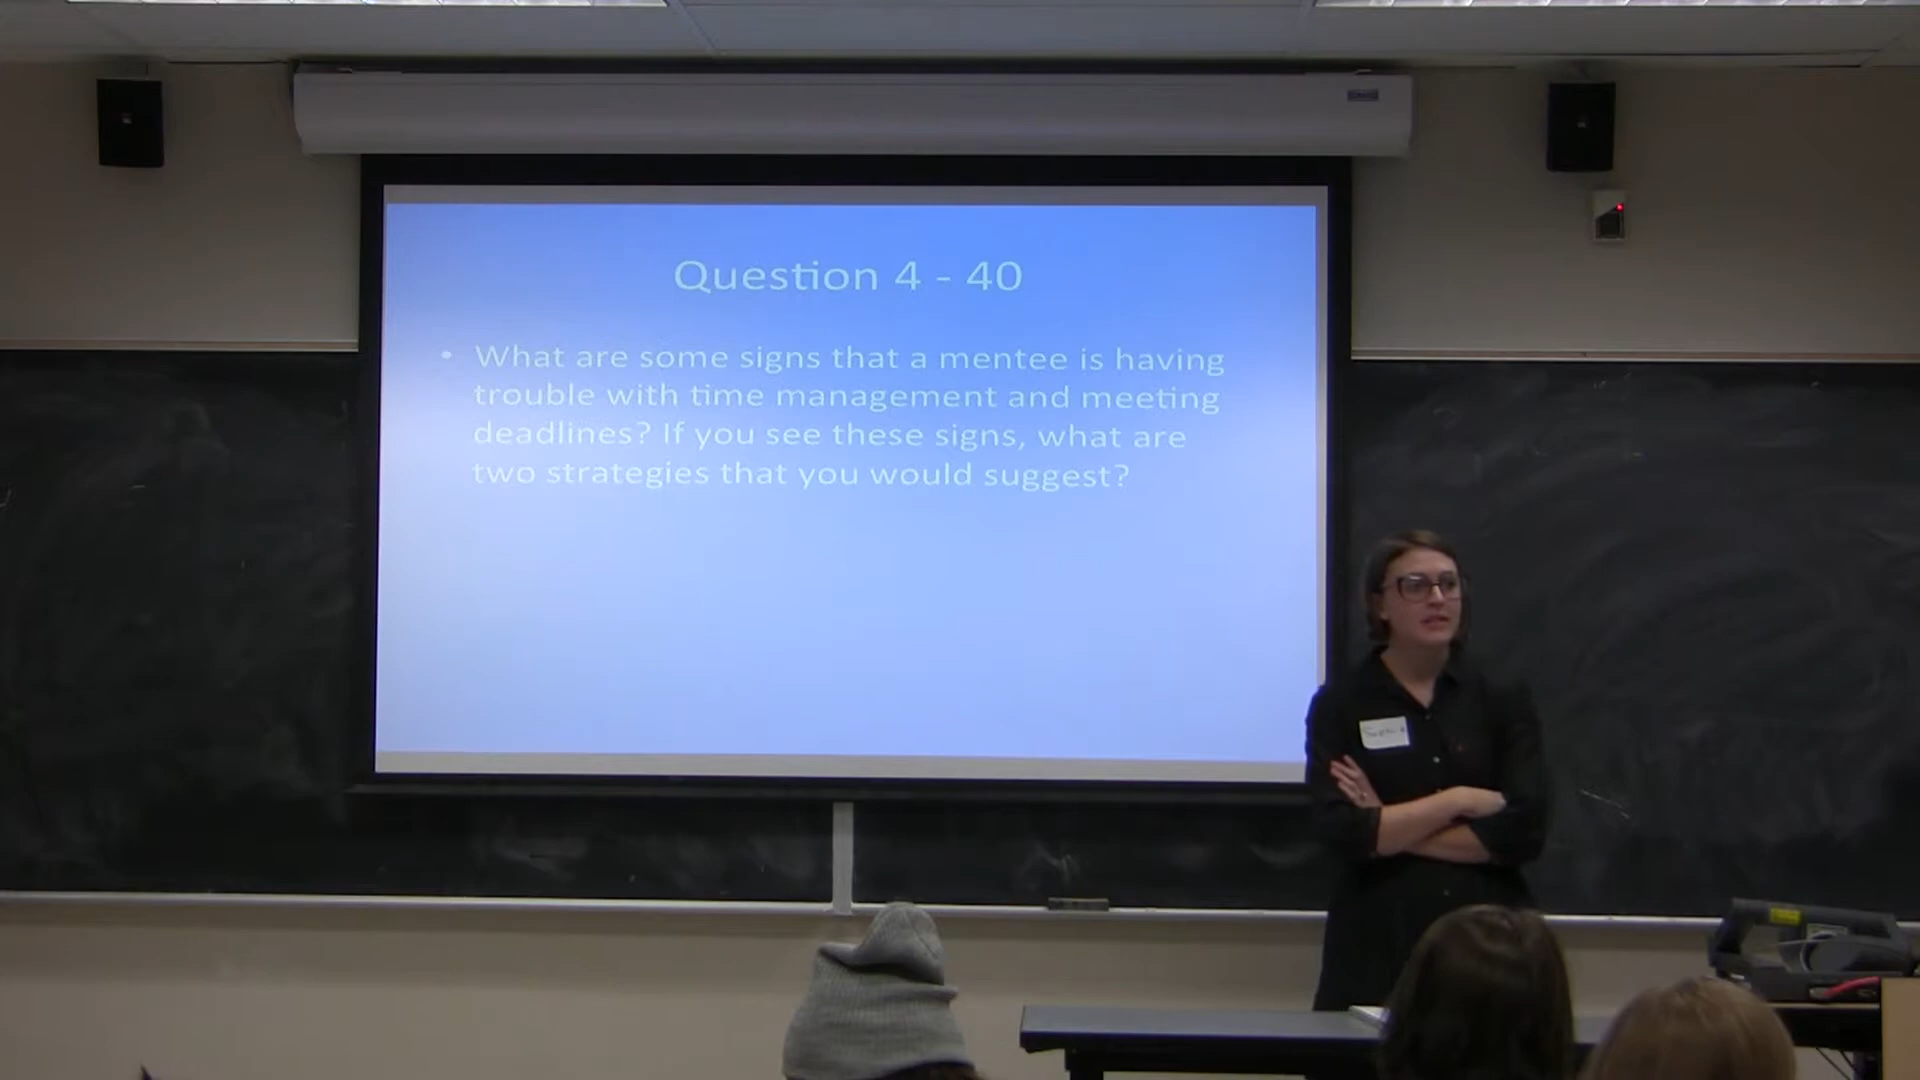 Question 4 - 40
• What are some signs that a mentee is having
trouble with time management and meeting
deadlines? If you see these signs, what are
two strategies that you would suggest?